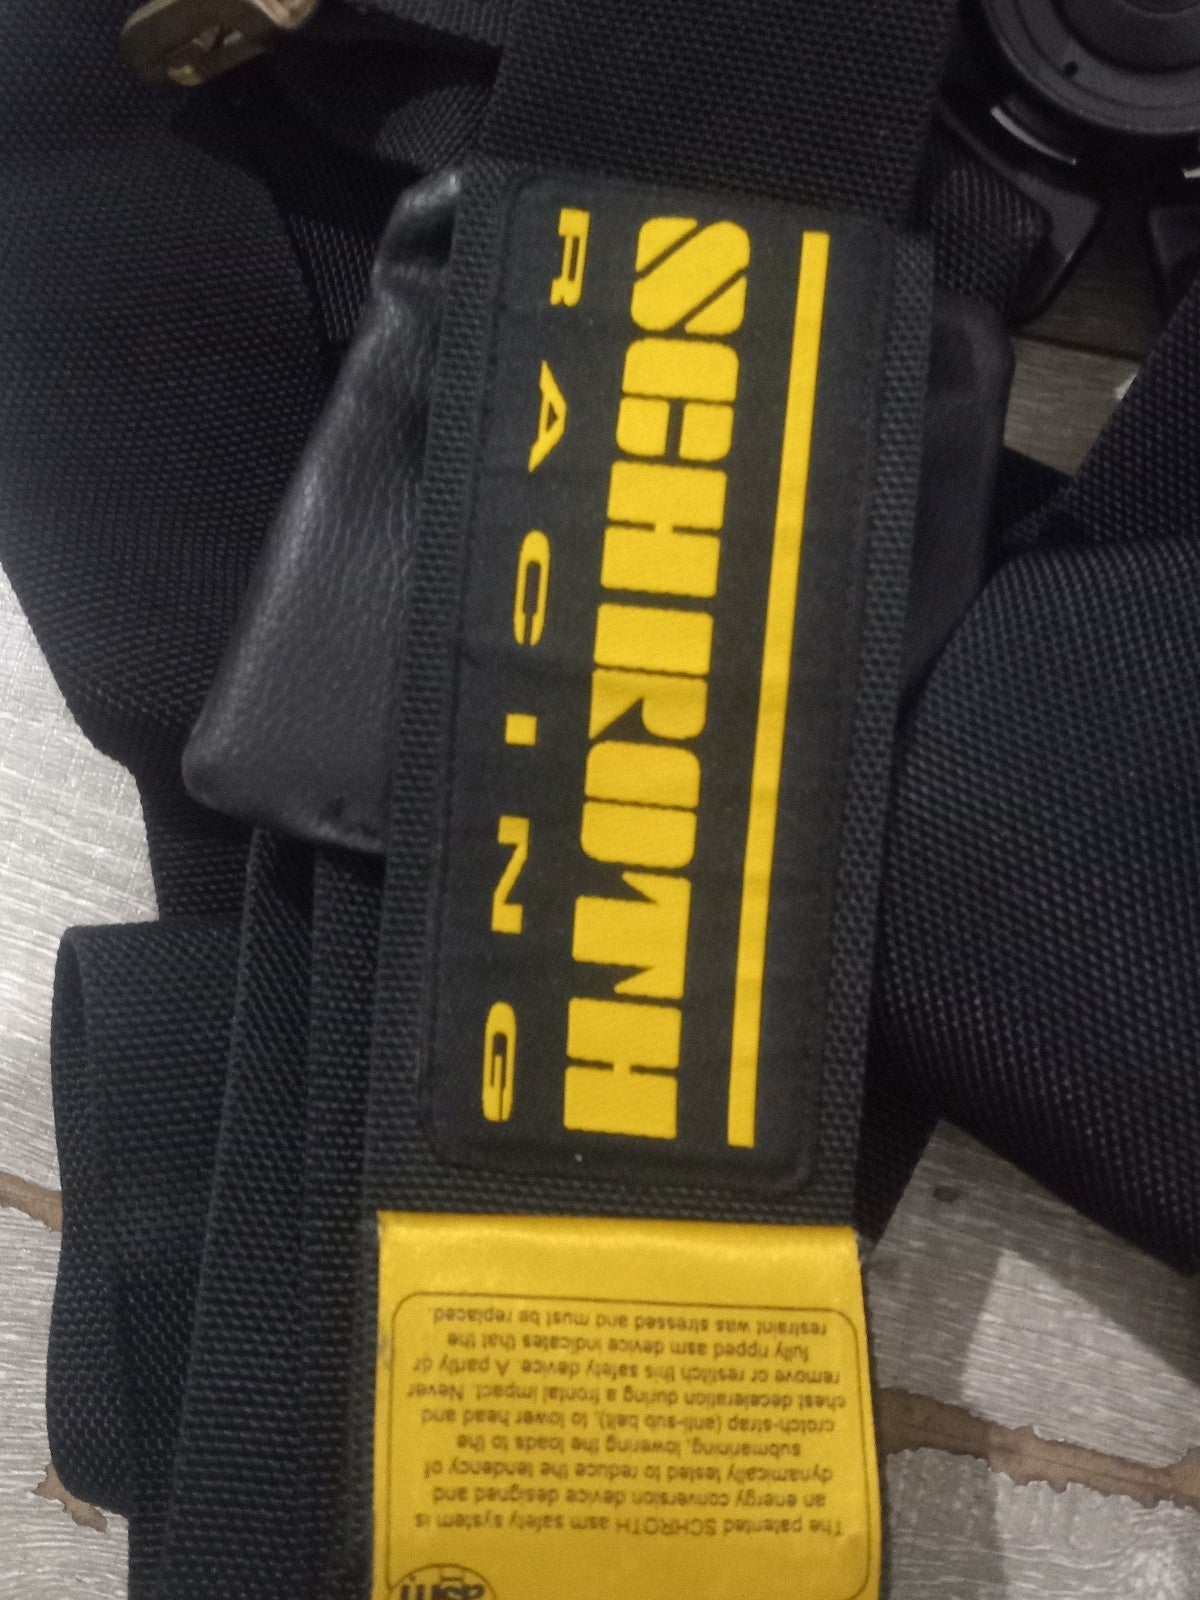 SCHROTH
RACING
asm
The patented SCHROTH asm safety system is
an energy conversion device designed and
dynamically tested to reduce the tendency of
submarining, lowering the loads to the
crotch-strap (anti-sub belt), to lower head and
chest deceleration during a frontal impact. Never
remove or restitch this safety device. A partly or
fully ripped asm device indicates that the
restraint was stressed and must be replaced.